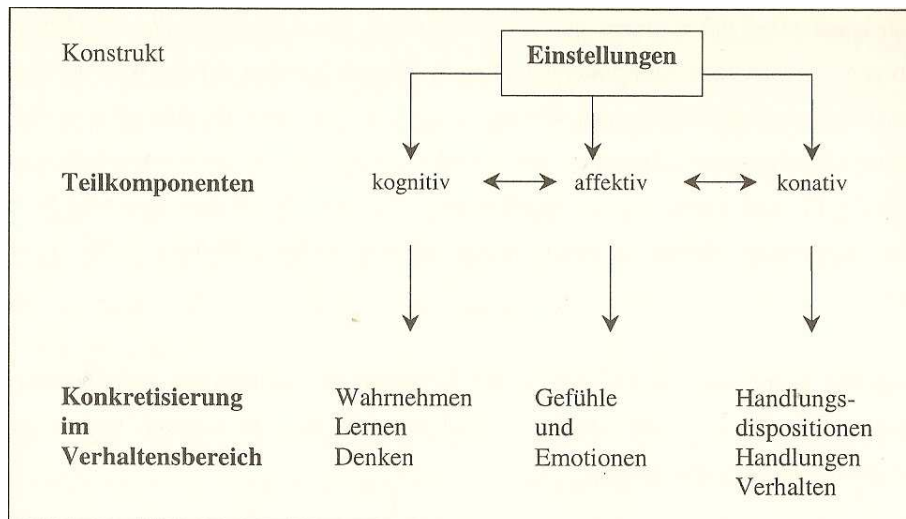 Konstrukt
Einstellungen
Teilkomponenten
kognitiv
affektiv
konativ
Konkretisierung
im
Verhaltensbereich
Wahrnehmen
Lernen
Denken
Gefühle
und
Emotionen
Handlungs-
dispositionen
Handlungen
Verhalten